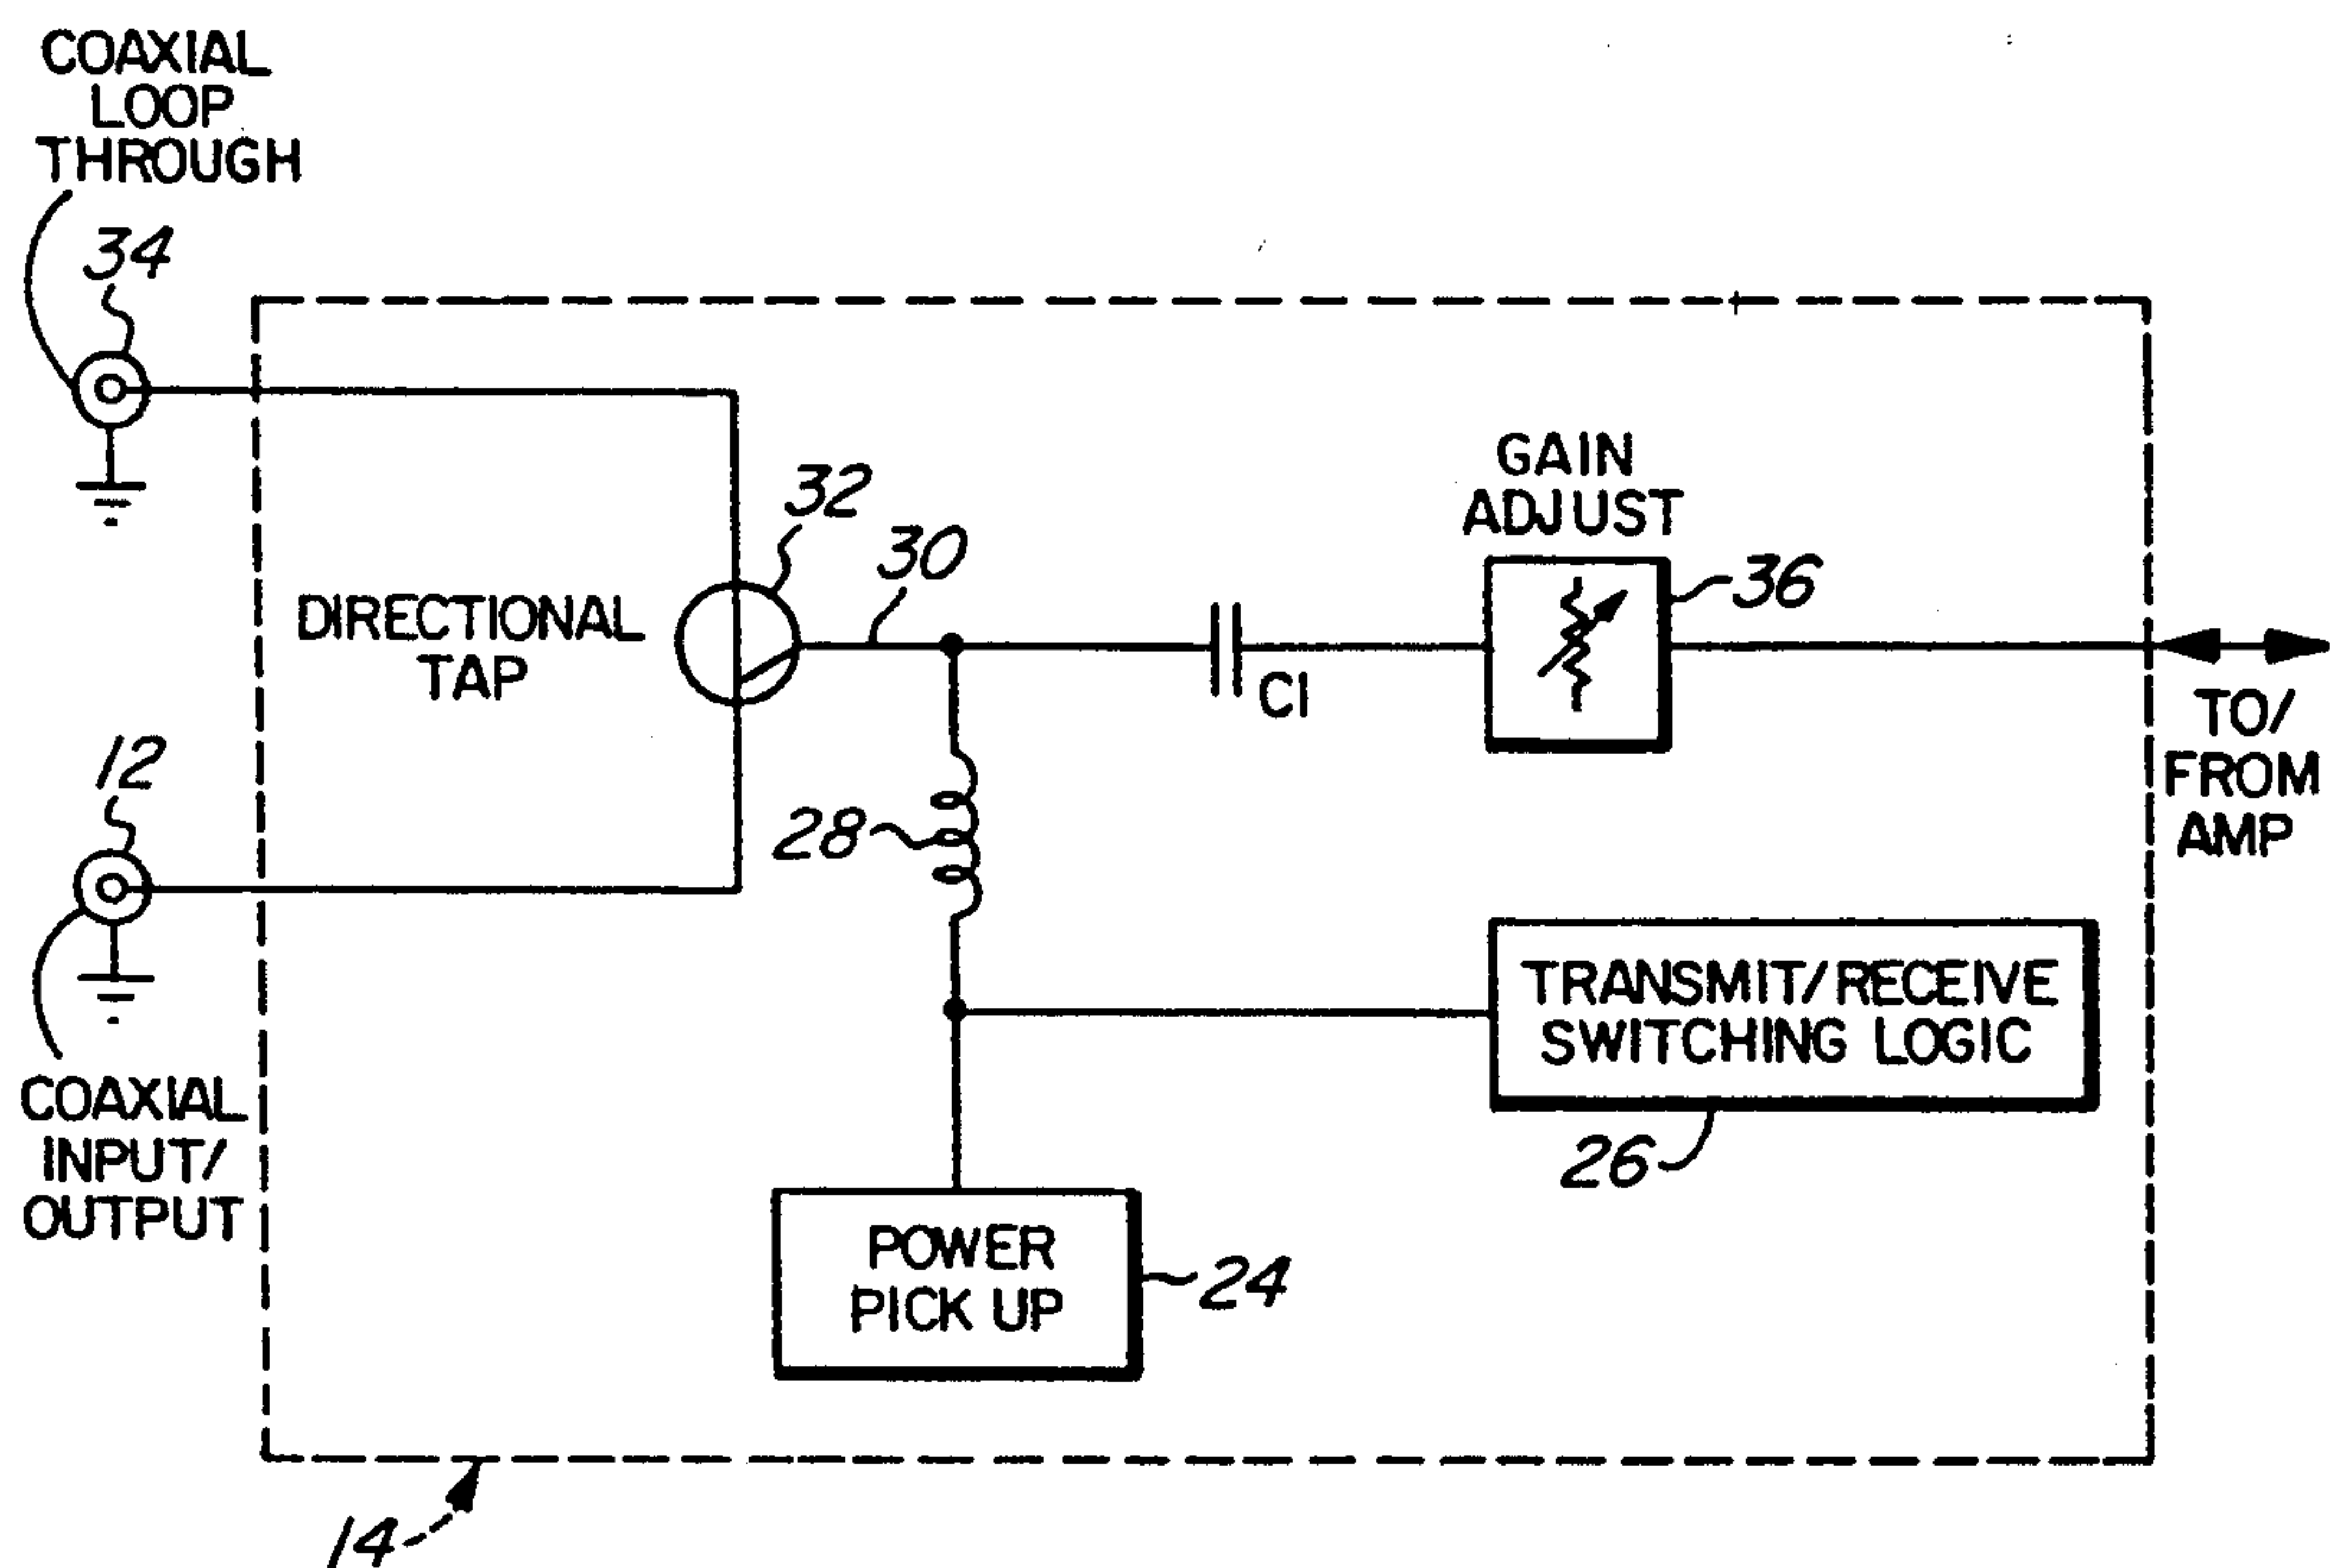 COAXIAL
LOOP
THROUGH
34
32
30
DIRECTIONAL
TAP
GAIN
ADJUST
36
C1
TO/
FROM
AMP
12
28
COAXIAL
INPUT/
OUTPUT
TRANSMIT/RECEIVE
SWITCHING LOGIC
26
POWER
PICK UP
24
14